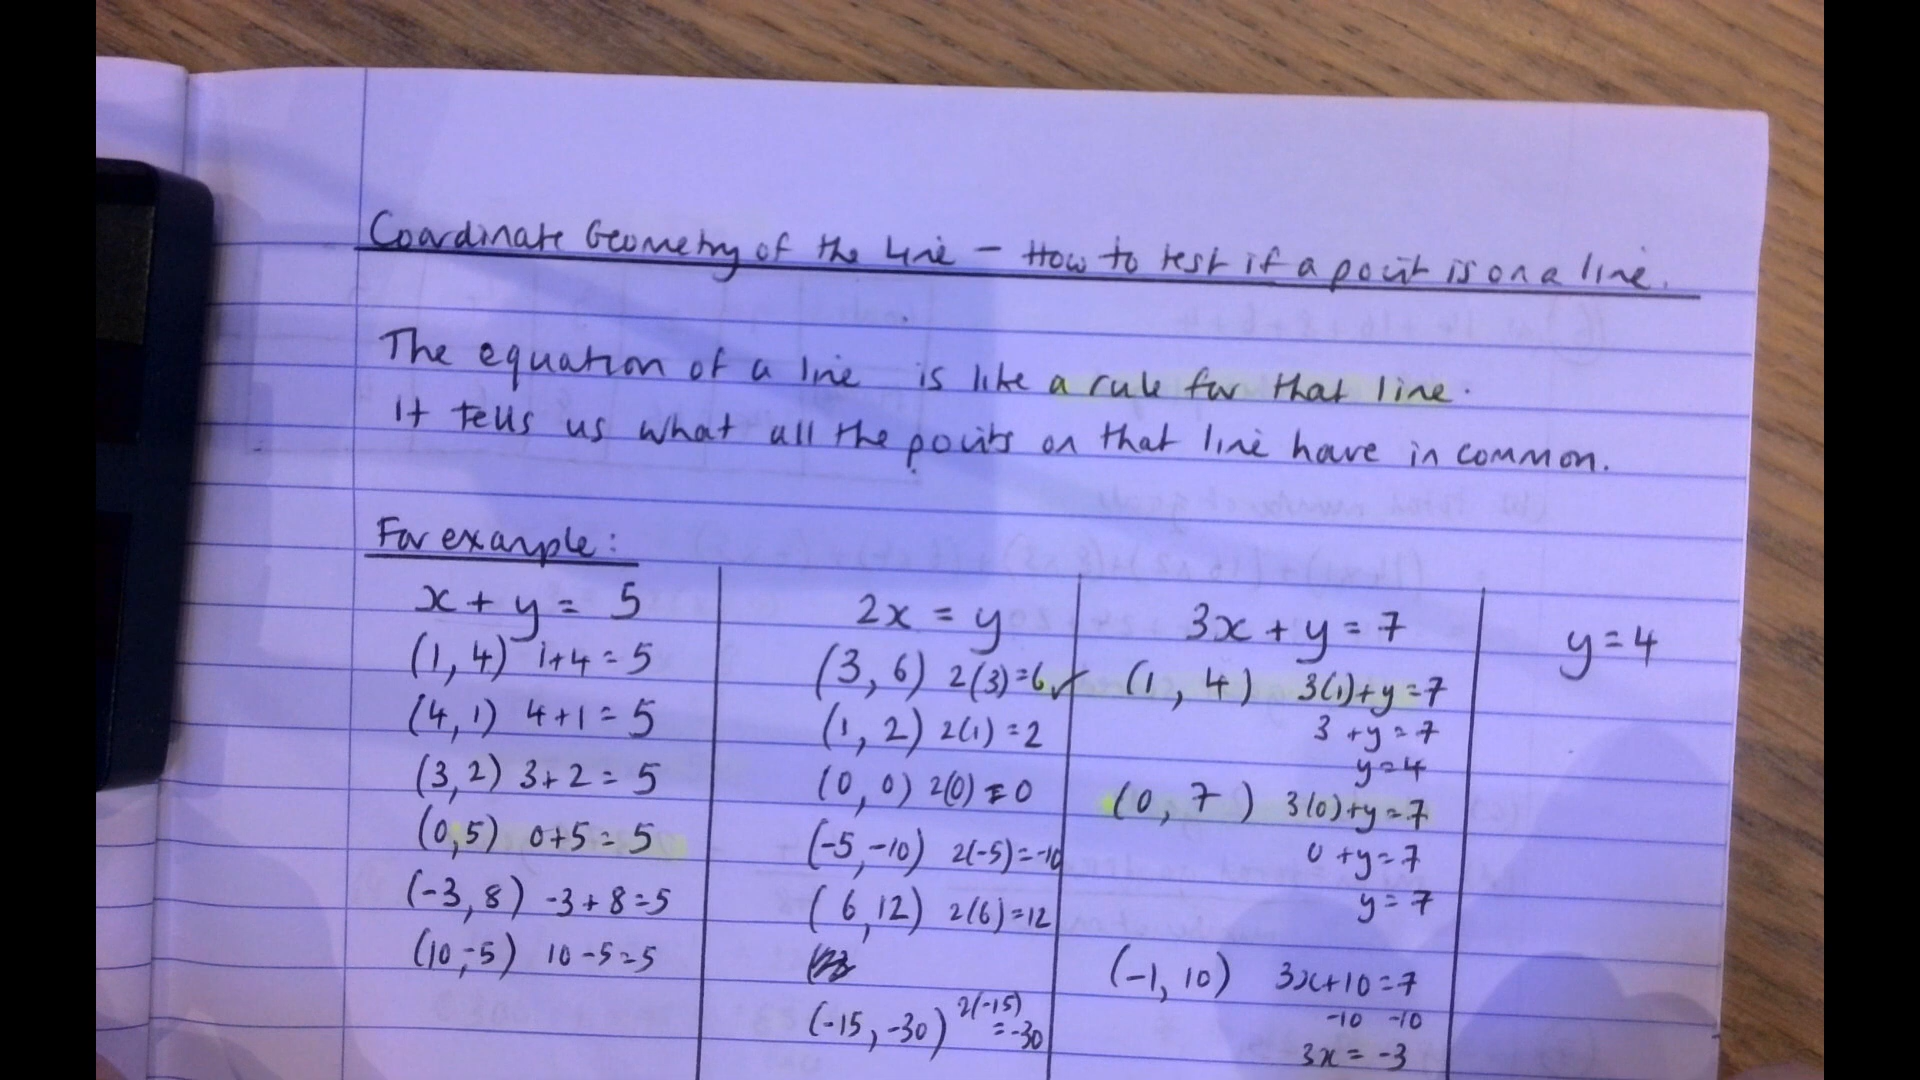 Coordinate Geometry of the Line - How to test if a point is on a line.
The equation of a line is like a rule for that line.
It tells us what all the points on that line have in common.
For example:
x + y = 5
(1, 4) 1+4 = 5
(4, 1) 4+1 = 5
(3, 2) 3+2 = 5
(0,5) 0+5 = 5
(-3, 8) -3+8=5
(10,-5) 10-5=5
2x = y
(3, 6) 2(3)=6✓
(1, 2) 2(1)=2
(0, 0) 2(0)=0
(-5,-10) 2(-5)=-10
(6,12) 2(6)=12
(-15, -30) 2(-15)
= -30
3x + y = 7
(1, 4) 3(1)+y=7
3 +y=7
y=4
(0, 7) 3(0)+y=7
0 +y=7
y=7
(-1, 10) 3x+10=7
-10 -10
3x = -3
y=4